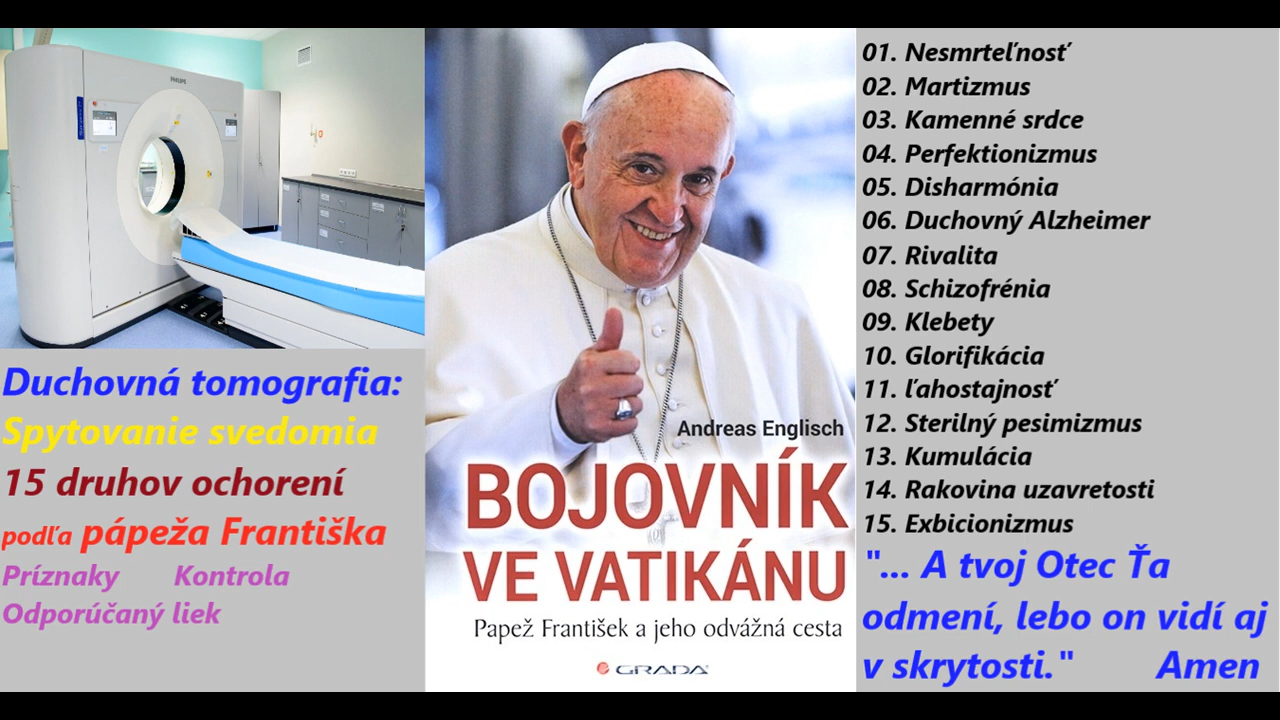 PHILIPS
Duchovná tomografia:
Spytovanie svedomia
15 druhov ochorení
podľa pápeža Františka
Príznaky Kontrola
Odporúčaný liek
Andreas Englisch
BOJOVNÍK
VE VATIKÁNU
Papež František a jeho odvážná cesta
GRADA
01. Nesmrteľnosť
02. Martizmus
03. Kamenné srdce
04. Perfektionizmus
05. Disharmónia
06. Duchovný Alzheimer
07. Rivalita
08. Schizofrénia
09. Klebety
10. Glorifikácia
11. ľahostajnosť
12. Sterilný pesimizmus
13. Kumulácia
14. Rakovina uzavretosti
15. Exbicionizmus
"... A tvoj Otec Ťa
odmení, lebo on vidí aj
v skrytosti." Amen